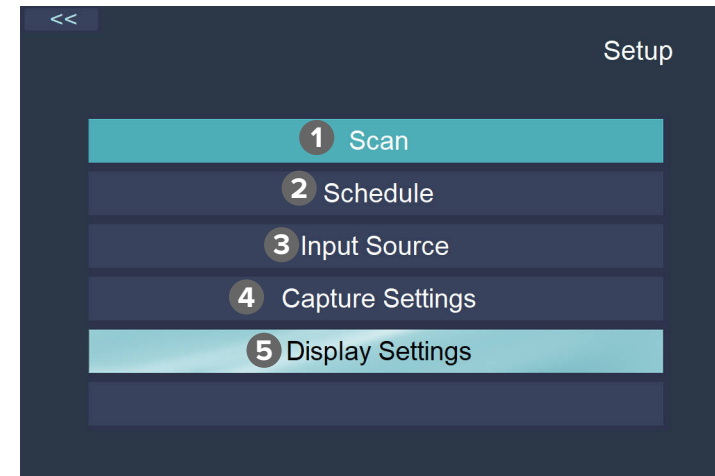 <<
Setup
1 Scan
2 Schedule
3 Input Source
4 Capture Settings
5 Display Settings